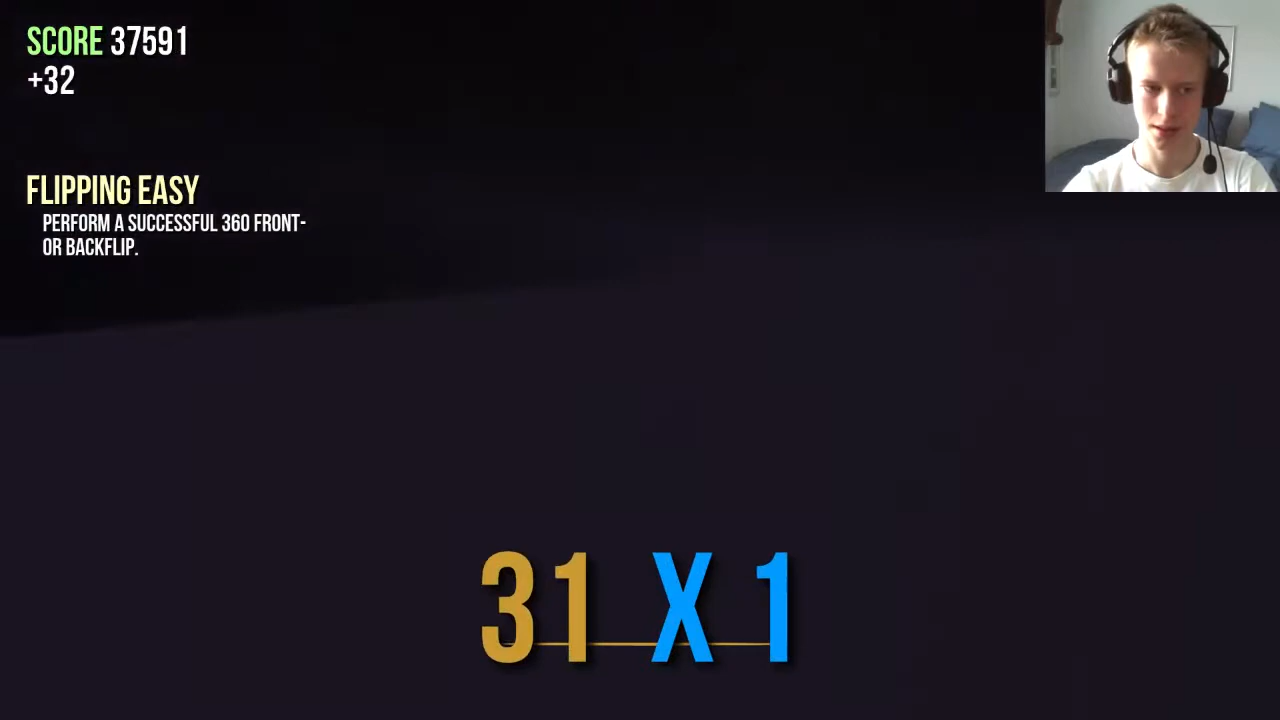 SCORE 37591
+32
FLIPPING EASY
PERFORM A SUCCESSFUL 360 FRONT-
OR BACKFLIP.
31 X 1